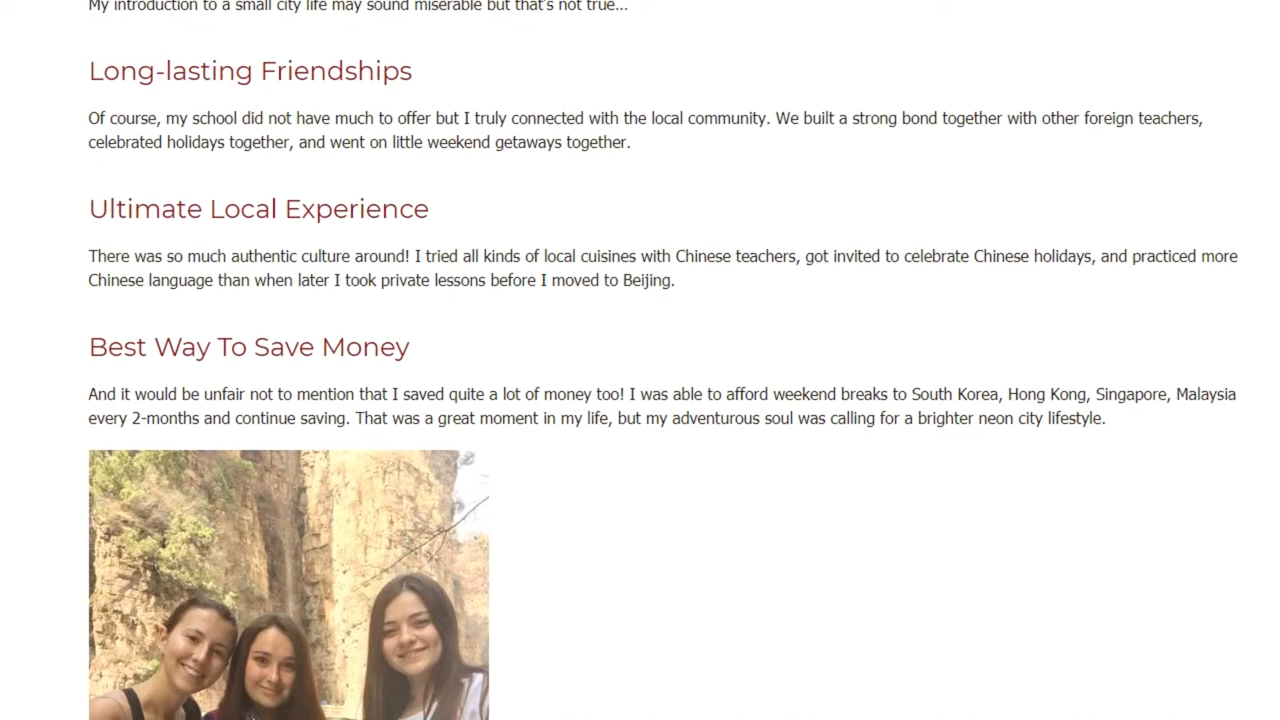 My introduction to a small city life may sound miserable but that's not true...
Long-lasting Friendships
Of course, my school did not have much to offer but I truly connected with the local community. We built a strong bond together with other foreign teachers,
celebrated holidays together, and went on little weekend getaways together.
Ultimate Local Experience
There was so much authentic culture around! I tried all kinds of local cuisines with Chinese teachers, got invited to celebrate Chinese holidays, and practiced more
Chinese language than when later I took private lessons before I moved to Beijing.
Best Way To Save Money
And it would be unfair not to mention that I saved quite a lot of money too! I was able to afford weekend breaks to South Korea, Hong Kong, Singapore, Malaysia
every 2-months and continue saving. That was a great moment in my life, but my adventurous soul was calling for a brighter neon city lifestyle.